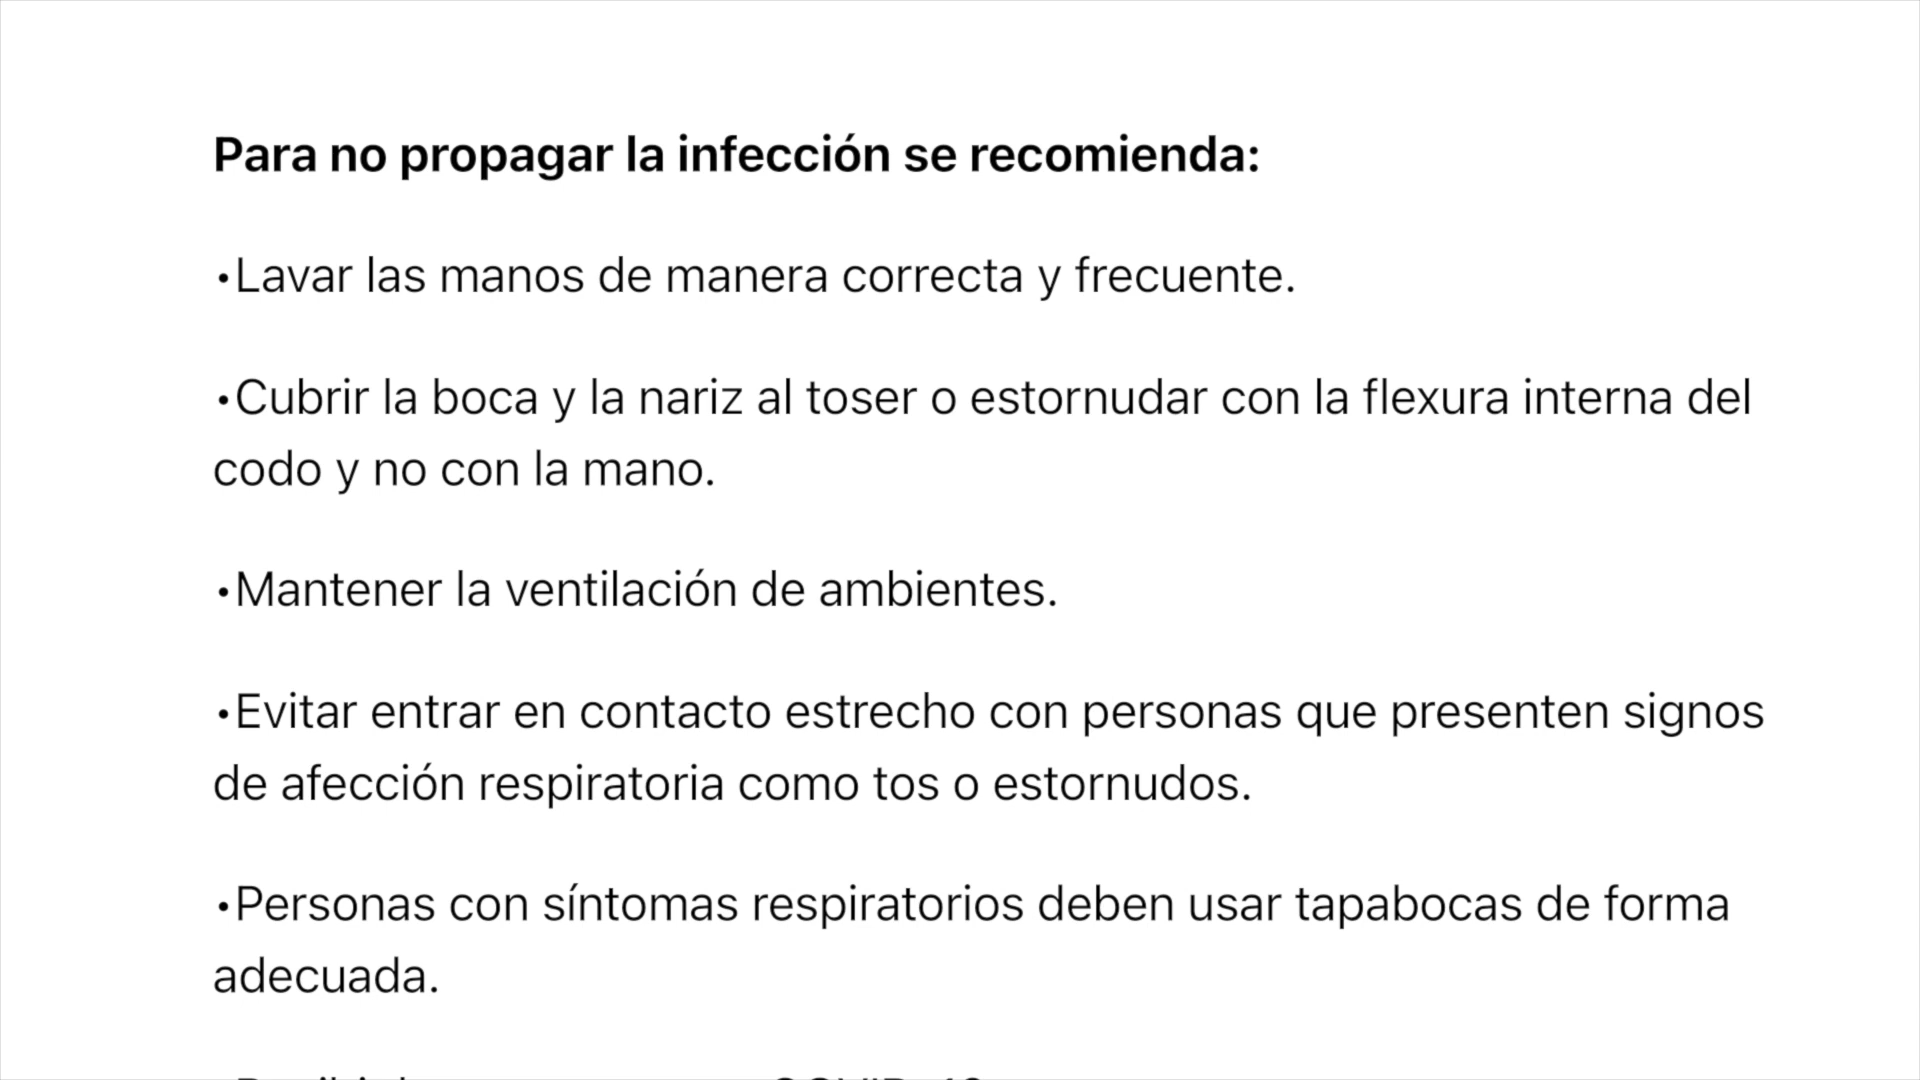 Para no propagar la infección se recomienda:
•Lavar las manos de manera correcta y frecuente.
•Cubrir la boca y la nariz al toser o estornudar con la flexura interna del
codo y no con la mano.
•Mantener la ventilación de ambientes.
•Evitar entrar en contacto estrecho con personas que presenten signos
de afección respiratoria como tos o estornudos.
•Personas con síntomas respiratorios deben usar tapabocas de forma
adecuada.